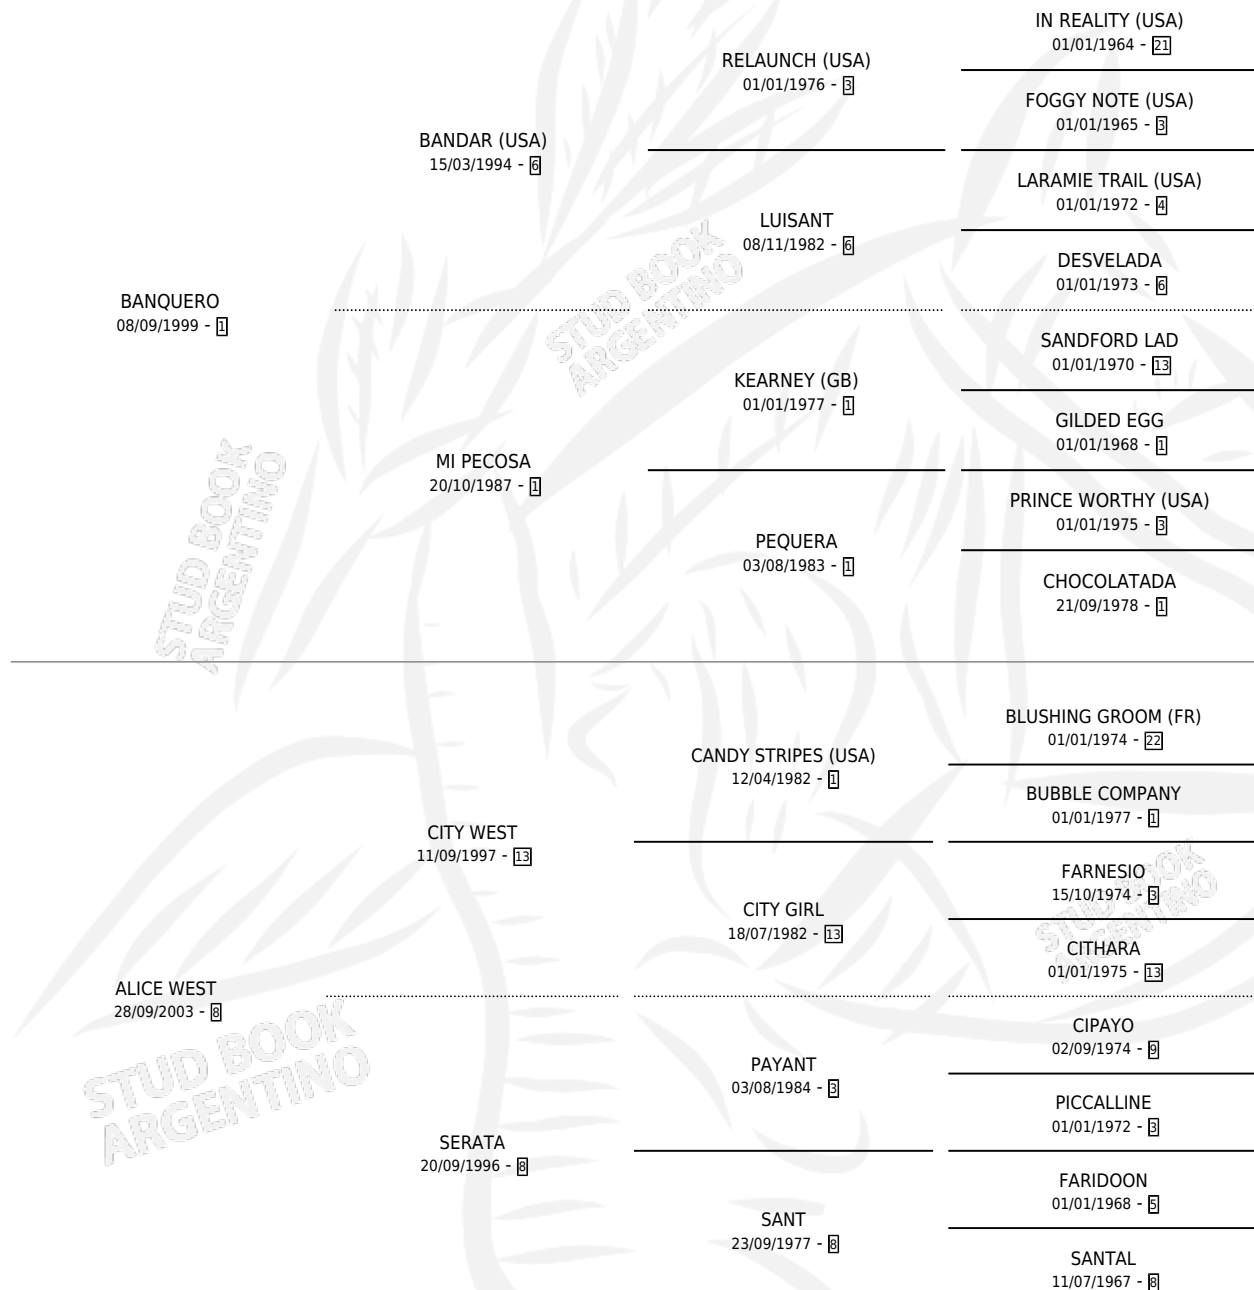 IN REALITY (USA)
01/01/1964 - 21
RELAUNCH (USA)
01/01/1976 - 3
FOGGY NOTE (USA)
01/01/1965 - 3
BANDAR (USA)
15/03/1994 - 6
LARAMIE TRAIL (USA)
01/01/1972 - 4
LUISANT
08/11/1982 - 6
DESVELADA
01/01/1973 - 6
BANQUERO
08/09/1999 - 1
SANDFORD LAD
01/01/1970 - 13
KEARNEY (GB)
01/01/1977 - 1
GILDED EGG
01/01/1968 - 1
MI PECOSA
20/10/1987 - 1
PRINCE WORTHY (USA)
01/01/1975 - 3
PEQUERA
03/08/1983 - 1
CHOCOLATADA
21/09/1978 - 1
BLUSHING GROOM (FR)
01/01/1974 - 22
CANDY STRIPES (USA)
12/04/1982 - 1
BUBBLE COMPANY
01/01/1977 - 1
CITY WEST
11/09/1997 - 13
FARNESIO
15/10/1974 - 3
CITY GIRL
18/07/1982 - 13
CITHARA
01/01/1975 - 13
ALICE WEST
28/09/2003 - 8
CIPAYO
02/09/1974 - 9
PAYANT
03/08/1984 - 3
PICCALLINE
01/01/1972 - 3
SERATA
20/09/1996 - 8
FARIDOON
01/01/1968 - 5
SANT
23/09/1977 - 8
SANTAL
11/07/1967 - 8
STUD BOOK
ARGENTINO
STUD BOOK
ARGENTINO
STUD BOOK
ARGENTINO
STUD BOOK
ARGENTINO